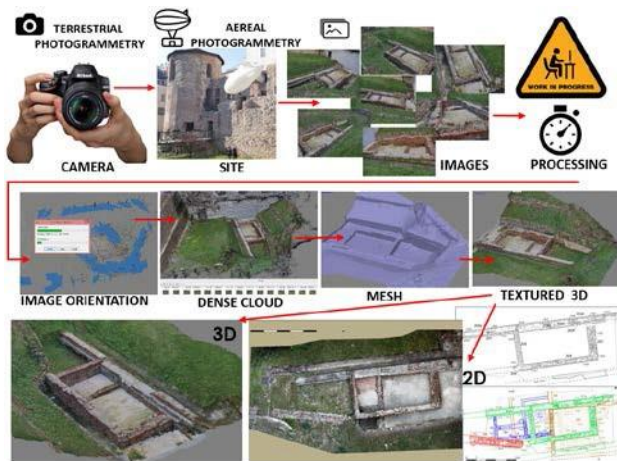 TERRESTRIAL
PHOTOGRAMMETRY
AEREAL
PHOTOGRAMMETRY
Nikon
WORK IN PROGRESS
CAMERA
SITE
IMAGES
PROCESSING
IMAGE ORIENTATION
DENSE CLOUD
MESH
TEXTURED 3D
3D
2D